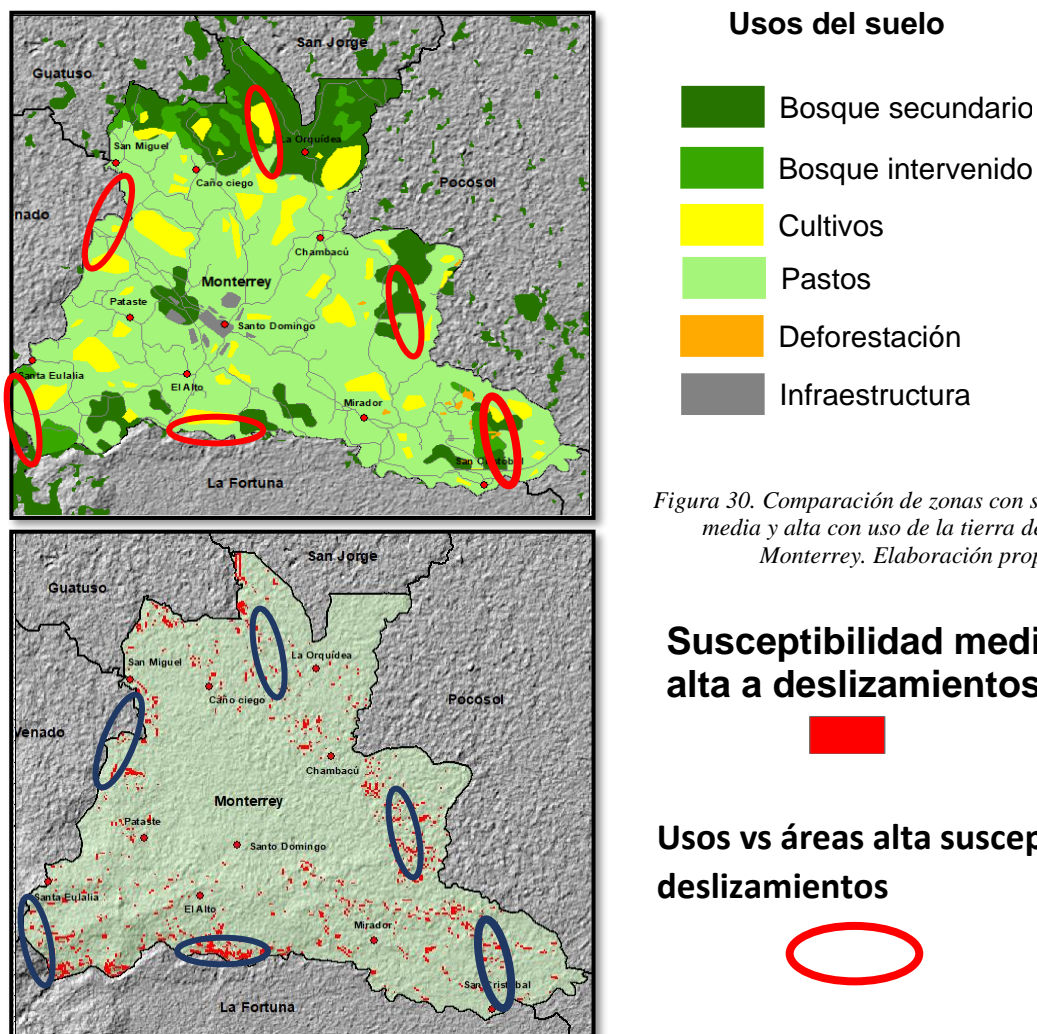 San Jorge
Guatuso
San Miguel
La Orquídea
Caño ciego
Pocosol
nado
Chambacú
Monterrey
Pataste
Santo Domingo
Santa Eulalia
El Alto
Mirador
San Cristóbal
La Fortuna
Usos del suelo
Bosque secundario
Bosque intervenido
Cultivos
Pastos
Deforestación
Infraestructura
Figura 30. Comparación de zonas con s
media y alta con uso de la tierra de
Monterrey. Elaboración prop
San Jorge
Guatuso
San Miguel
La Orquídea
Caño ciego
Pocosol
Venado
Chambacú
Monterrey
Pataste
Santo Domingo
Santa Eulalia
El Alto
Mirador
San Cristóbal
La Fortuna
Susceptibilidad medi
alta a deslizamientos
Usos vs áreas alta suscep
deslizamientos